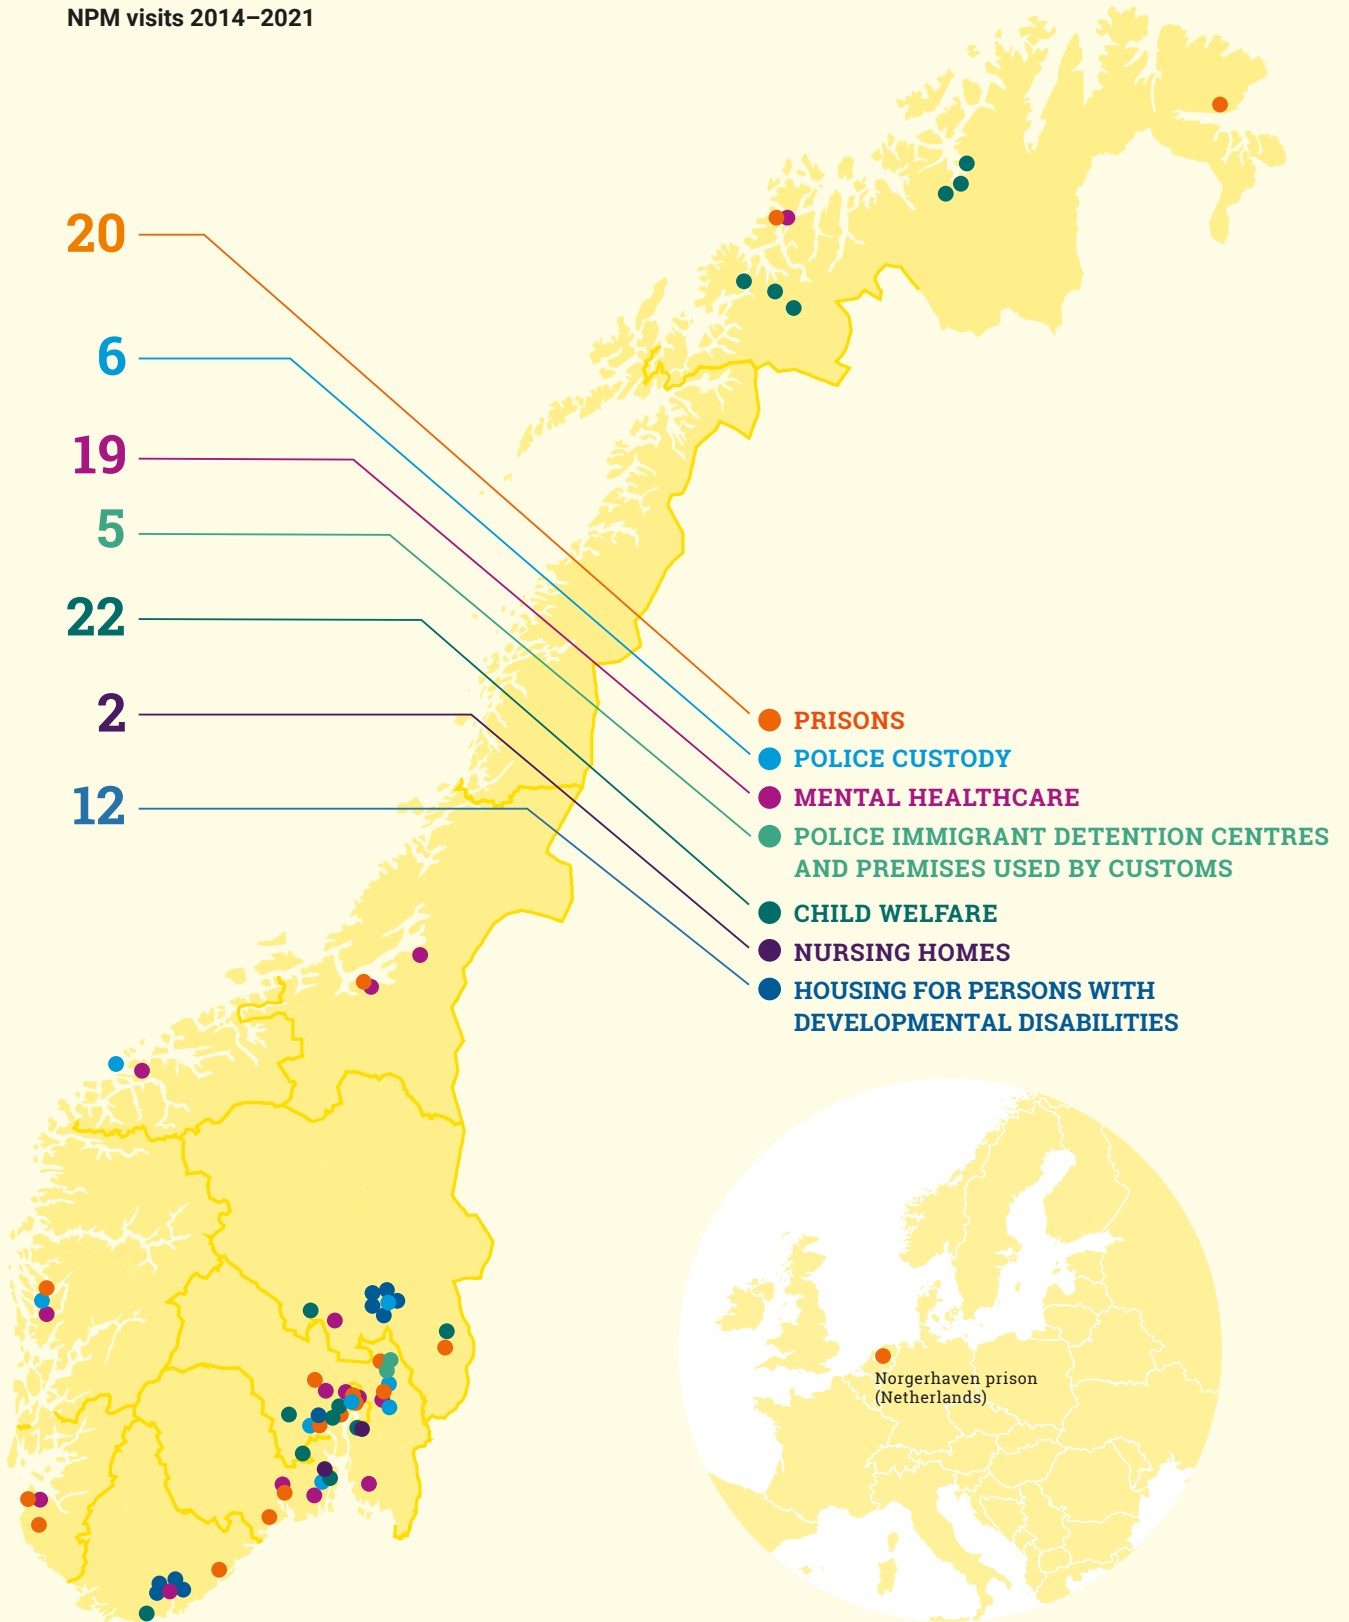 NPM visits 2014–2021
20
6
19
5
22
2
12
PRISONS
POLICE CUSTODY
MENTAL HEALTHCARE
POLICE IMMIGRANT DETENTION CENTRES
AND PREMISES USED BY CUSTOMS
CHILD WELFARE
NURSING HOMES
HOUSING FOR PERSONS WITH
DEVELOPMENTAL DISABILITIES
Norgerhaven prison
(Netherlands)